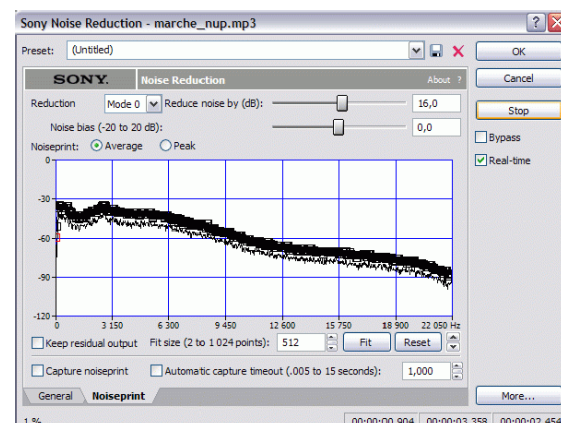 Sony Noise Reduction - marche_nup.mp3
Preset: (Untitled)
OK
SONY. Noise Reduction About ?
Cancel
Reduction Mode 0 Reduce noise by (dB): 16,0
Stop
Noise bias (-20 to 20 dB): 0,0
Bypass
Noiseprint: Average Peak
Real-time
0
-30
-60
-90
-120
0 3 150 6 300 9 450 12 600 15 750 18 900 22 050 Hz
Keep residual output Fit size (2 to 1 024 points): 512 Fit Reset
Capture noiseprint Automatic capture timeout (.005 to 15 seconds): 1,000
General Noiseprint
More...
1 % 00:00:00,904 00:00:03,358 00:00:02,454